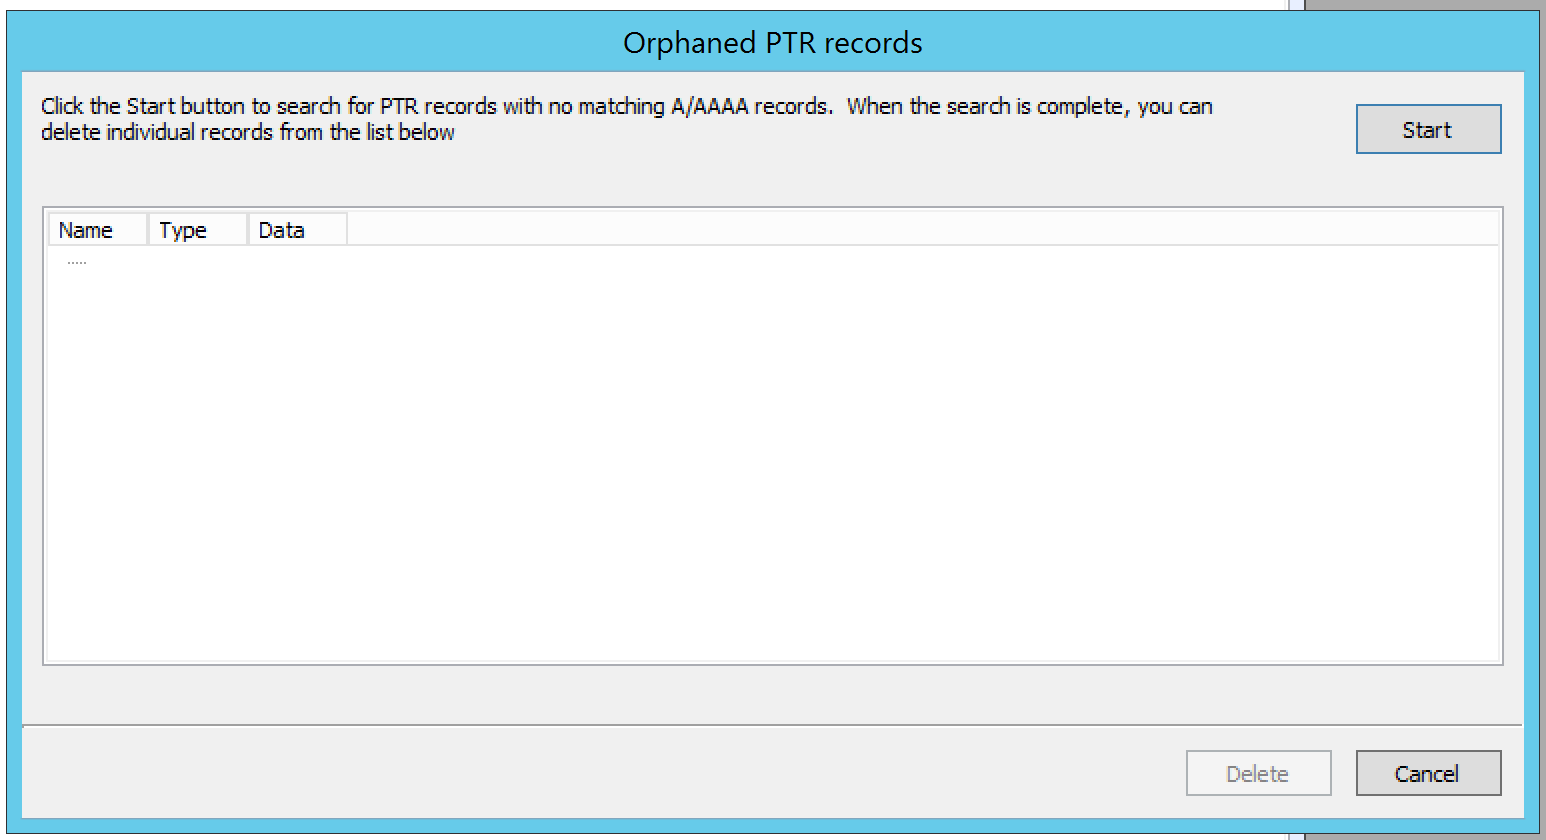 Orphaned PTR records
Click the Start button to search for PTR records with no matching A/AAAA records.  When the search is complete, you can
delete individual records from the list below
Start
Name Type Data
Delete Cancel